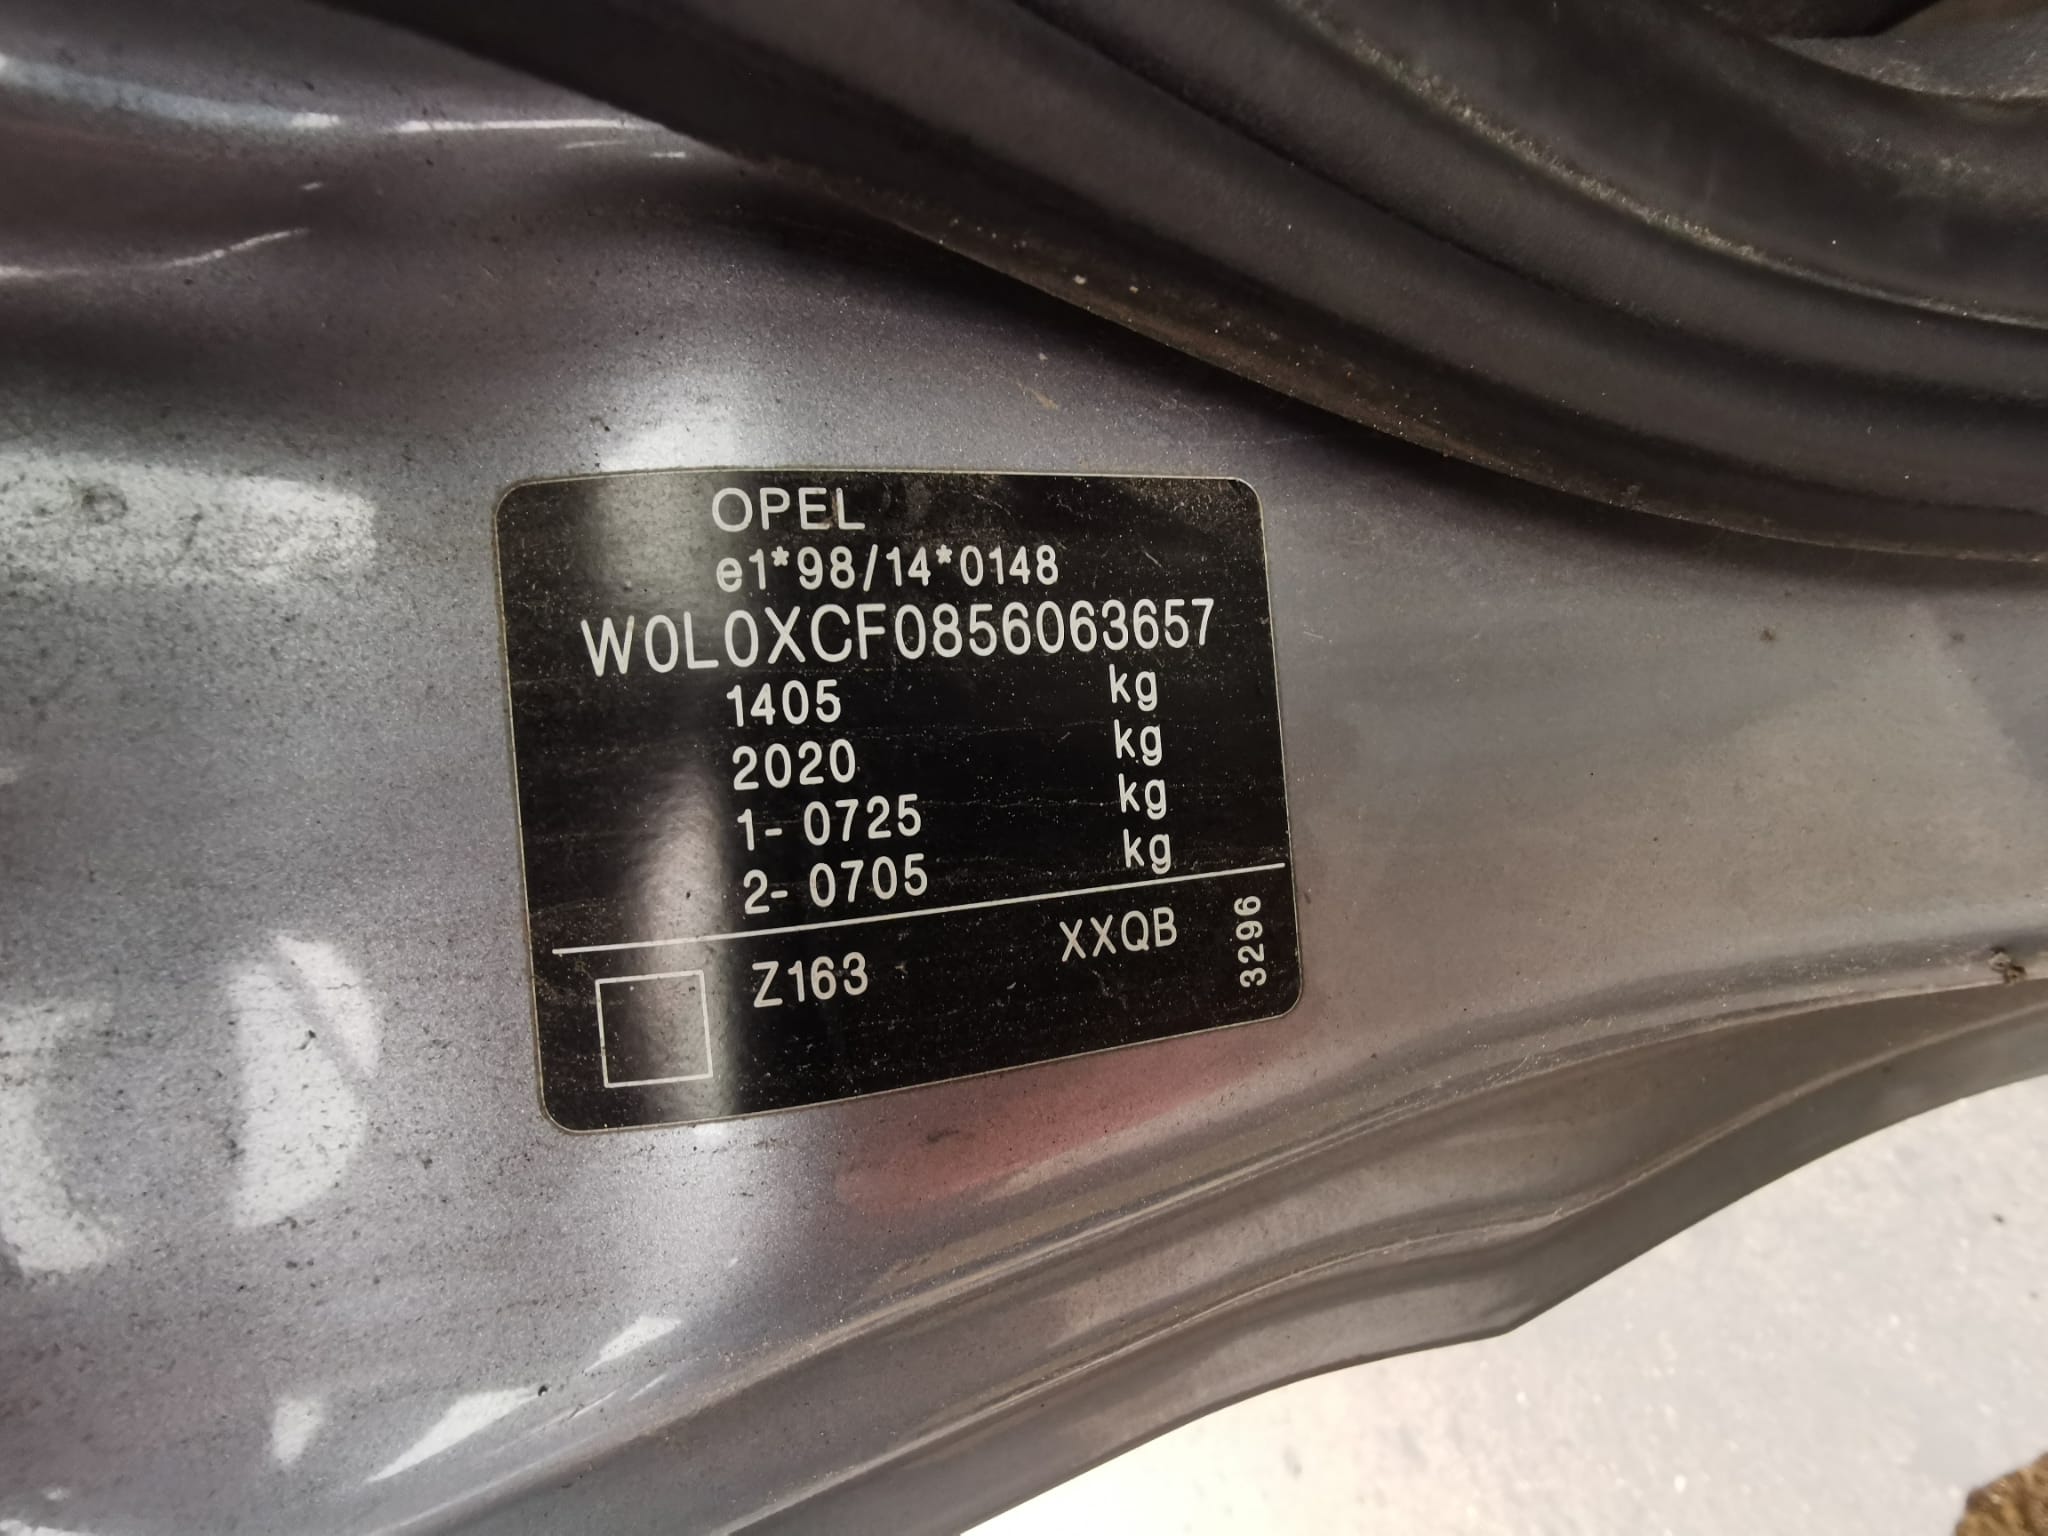 OPEL
e1*98/14*0148
W0L0XCF0856063657
1405 kg
2020 kg
1- 0725 kg
2- 0705 kg
Z163 XXQB
3296